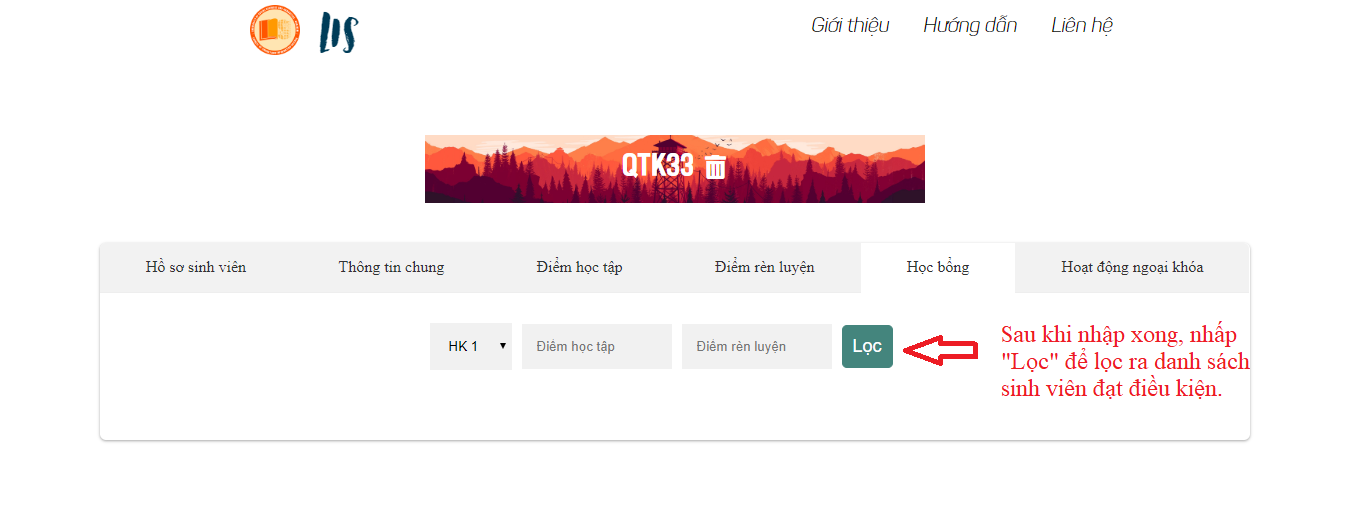 LIS
Giới thiệu Hướng dẫn Liên hệ
QTK33
Hồ sơ sinh viên Thông tin chung Điểm học tập Điểm rèn luyện Học bổng Hoạt động ngoại khóa
HK 1 Điểm học tập Điểm rèn luyện Lọc
Sau khi nhập xong, nhấp
"Lọc" để lọc ra danh sách
sinh viên đạt điều kiện.